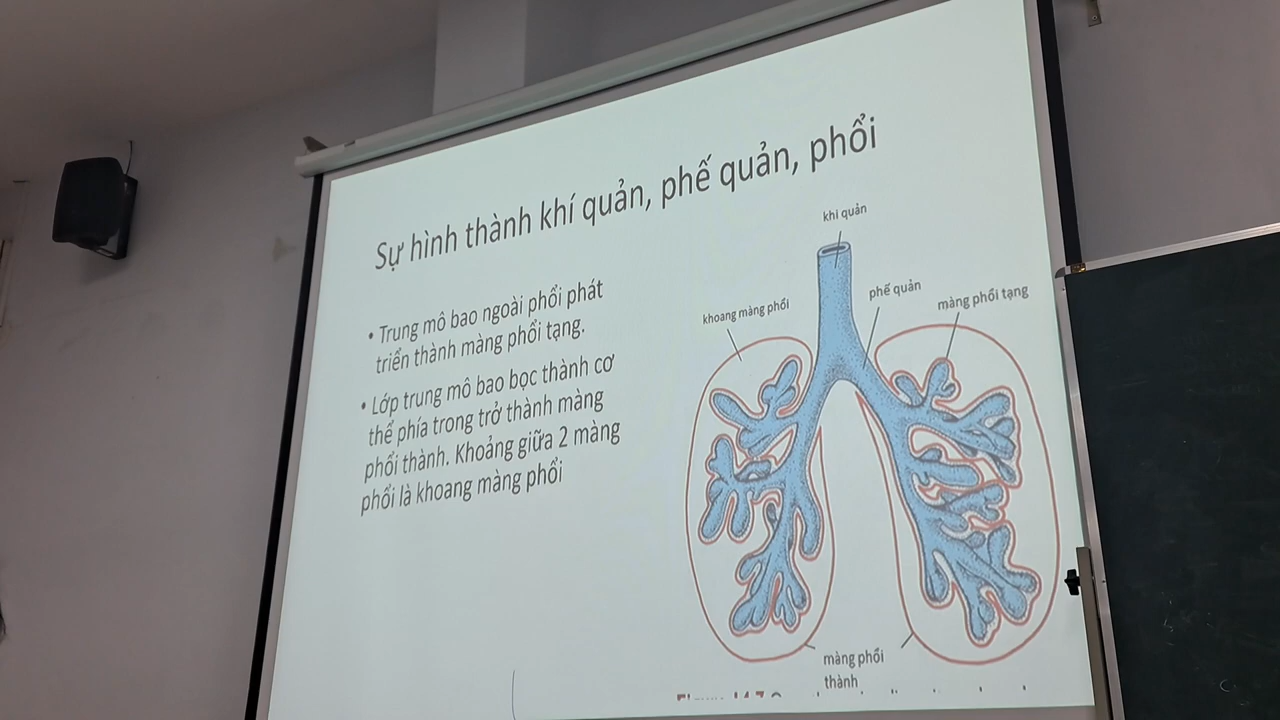 Sự hình thành khí quản, phế quản, phổi
• Trung mô bao ngoài phổi phát
triển thành màng phổi tạng.
• Lớp trung mô bao bọc thành cơ
thể phía trong trở thành màng
phổi thành. Khoảng giữa 2 màng
phổi là khoang màng phổi
khí quản
phế quản
khoang màng phổi
màng phổi tạng
màng phổi
thành